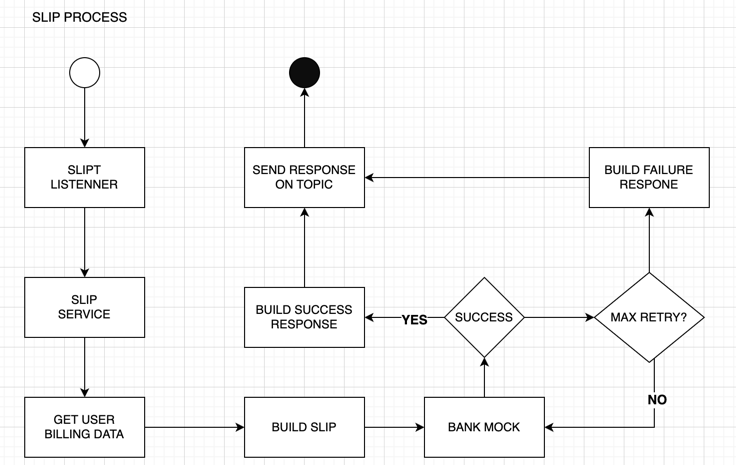 SLIP PROCESS
SLIPT
LISTENNER
SEND RESPONSE
ON TOPIC
BUILD FAILURE
RESPONE
SLIP
SERVICE
BUILD SUCCESS
RESPONSE
YES
SUCCESS
MAX RETRY?
NO
GET USER
BILLING DATA
BUILD SLIP
BANK MOCK